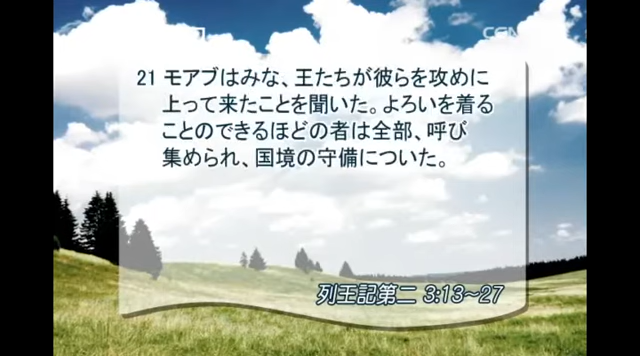 CGN
21 モアブはみな、王たちが彼らを攻めに
上って来たことを聞いた。よろいを着る
ことのできるほどの者は全部、呼び
集められ、国境の守備についた。
列王記第二 3:13〜27